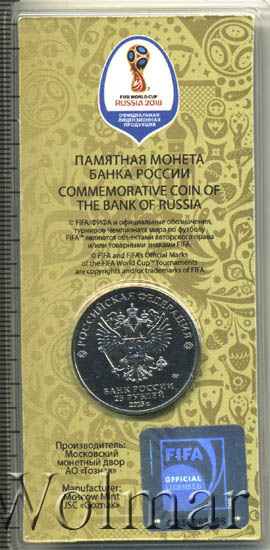 FIFA WORLD CUP
RUSSIA 2018
ОФИЦИАЛЬНАЯ
ЛИЦЕНЗИОННАЯ
ПРОДУКЦИЯ
ПАМЯТНАЯ МОНЕТА
БАНКА РОССИИ
COMMEMORATIVE COIN OF
THE BANK OF RUSSIA
© FIFA/ФИФА и официальные обозначения,
турниров Чемпионата мира по футболу
FIFA™ являются объектами авторского права
и/или товарными знаками FIFA.
© FIFA and FIFA's Official Marks
of the FIFA World Cup™ tournaments
are copyrights and/or trademarks of FIFA.
РОССИЙСКАЯ ФЕДЕРАЦИЯ
БАНК РОССИИ
25 РУБЛЕЙ
2018 г.
Производитель:
Московский
монетный двор
АО «Гознак»
Manufacturer:
Moscow Mint
JSC «Goznak»
FIFA
OFFICIAL
LICENSED
Wolmar